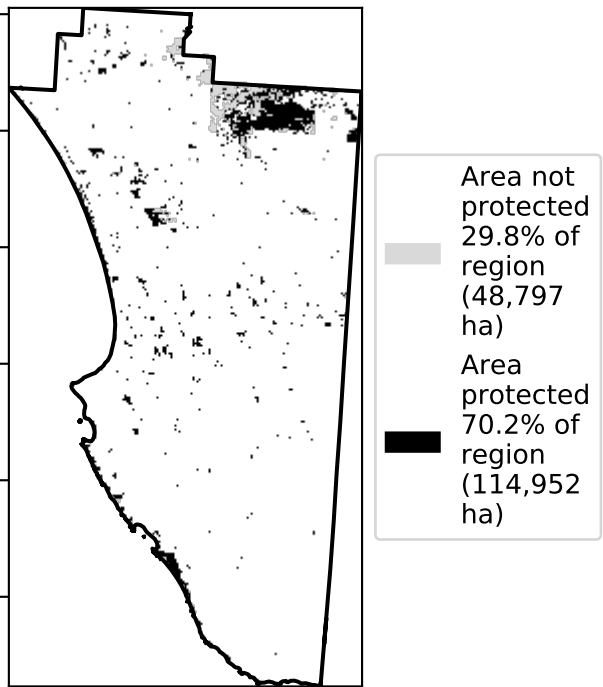 Area not
protected
29.8% of
region
(48,797
ha)
Area
protected
70.2% of
region
(114,952
ha)